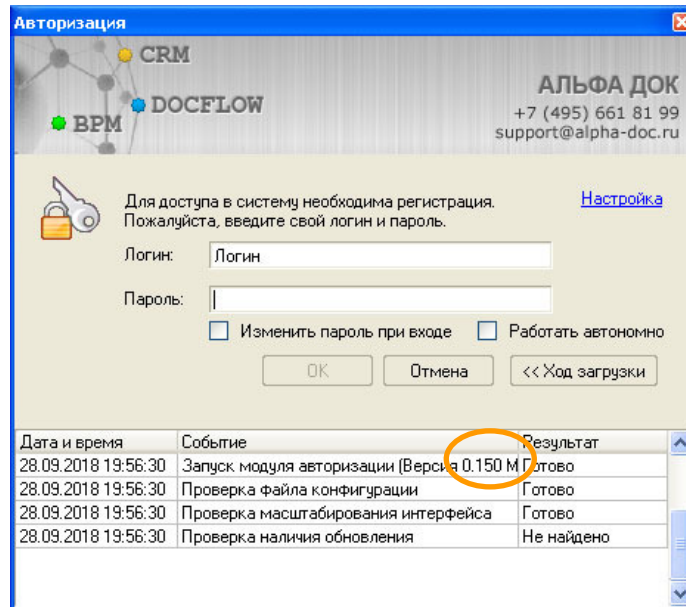 Авторизация
CRM
DOCFLOW
BPM
АЛЬФА ДОК
+7 (495) 661 81 99
support@alpha-doc.ru
Для доступа в систему необходима регистрация.
Пожалуйста, введите свой логин и пароль.
Настройка
Логин: Логин
Пароль:
Изменить пароль при входе Работать автономно
OK Отмена << Ход загрузки
Дата и время Событие Результат
28.09.2018 19:56:30 Запуск модуля авторизации (Версия 0.150 М Готово
28.09.2018 19:56:30 Проверка файла конфигурации Готово
28.09.2018 19:56:30 Проверка масштабирования интерфейса Готово
28.09.2018 19:56:30 Проверка наличия обновления Не найдено